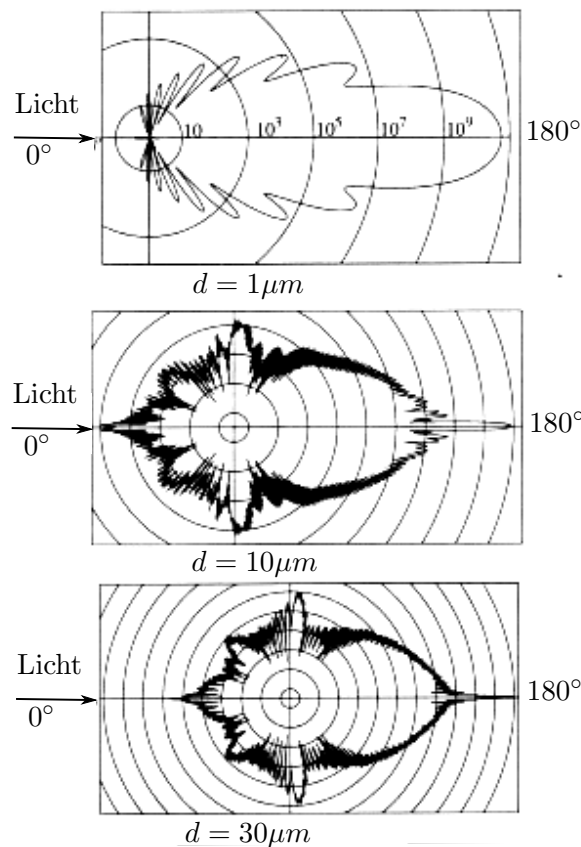 Licht
0°
10 10³ 10⁵ 10⁷ 10⁹
180°
d = 1μm
Licht
0°
180°
d = 10μm
Licht
0°
180°
d = 30μm